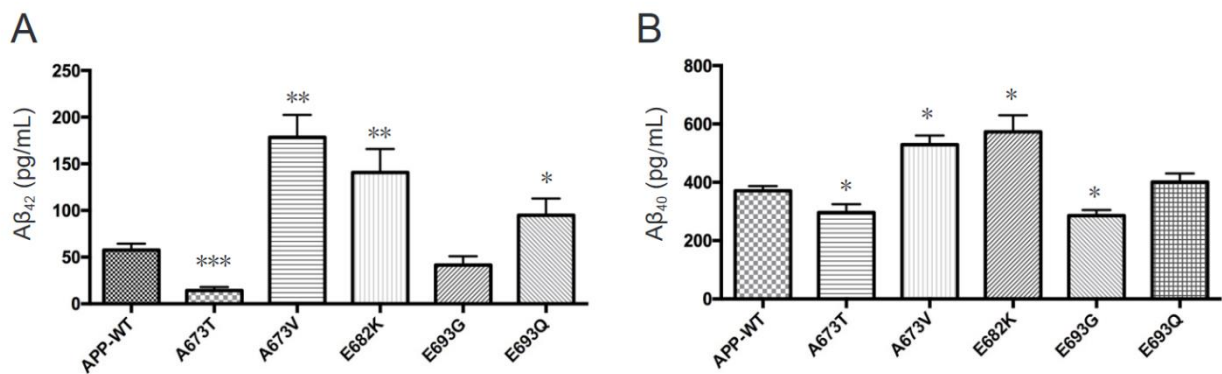 A
Aβ₄₂ (pg/mL)
250
200
150
100
50
0
***
**
**
*
APP-WT
A673T
A673V
E682K
E693G
E693Q
B
Aβ₄₀ (pg/mL)
800
600
400
200
0
*
*
*
*
APP-WT
A673T
A673V
E682K
E693G
E693Q